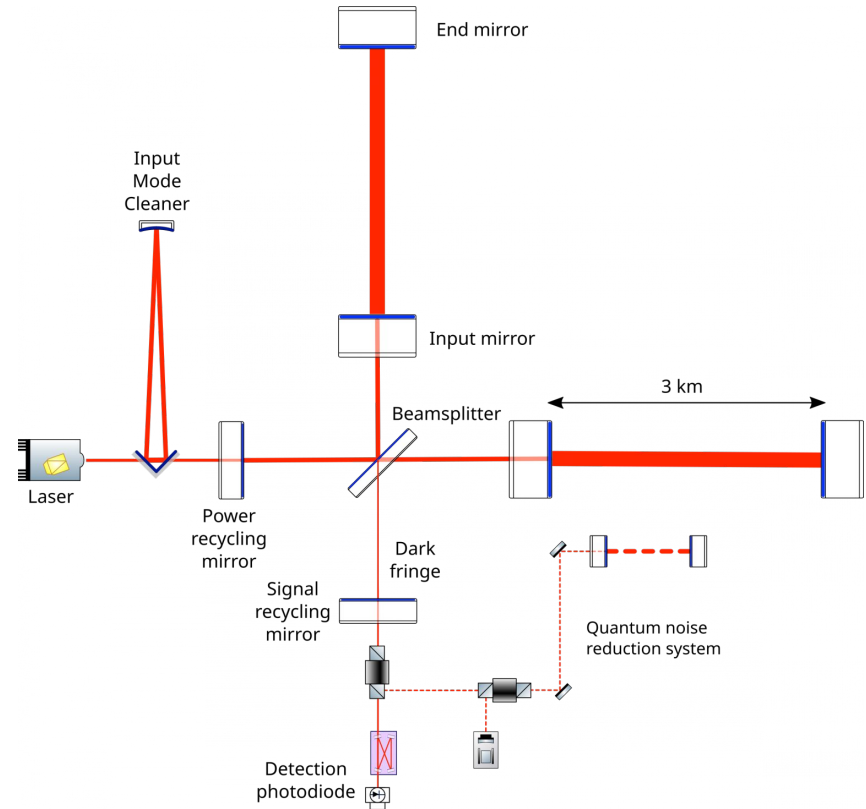 End mirror
Input
Mode
Cleaner
Input mirror
3 km
Beamsplitter
Laser
Power
recycling
mirror
Dark
fringe
Signal
recycling
mirror
Quantum noise
reduction system
Detection
photodiode